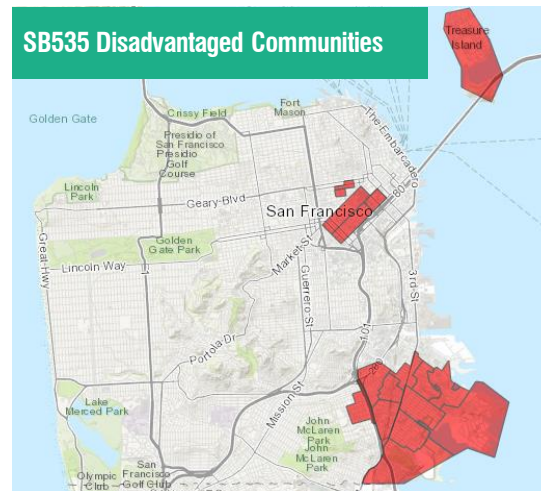 SB535 Disadvantaged Communities
Treasure
Island
Golden Gate
Crissy Field
Fort
Mason
The Embarcadero
Presidio of
San Francisco
Presidio
Golf
Course
Lincoln
Park
Geary Blvd
80
San Francisco
Golden
Gate Park
Market St
Great Hwy
Lincoln Way
1
Guerrero St
3rd St
101
Portola Dr
280
Mission St
Lake
Merced Park
John
McLaren
Park
John
McLaren
Park
San
Francisco
Golf Club
Olympic
Club